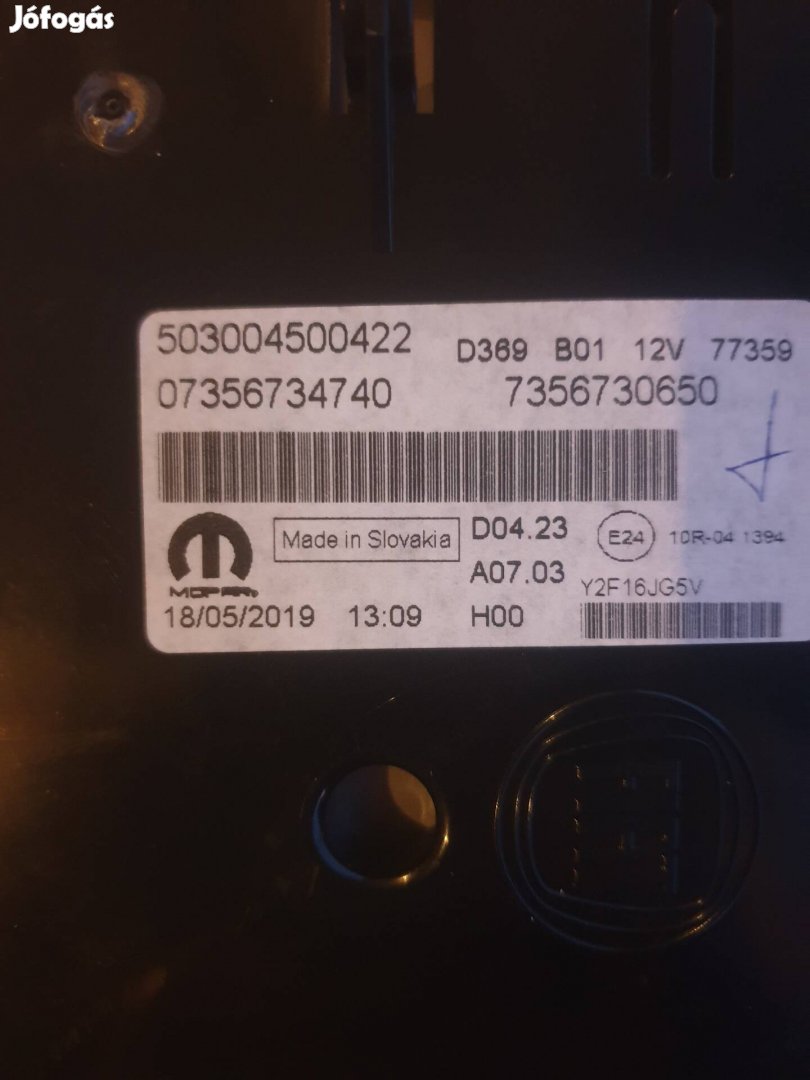 Jófogás
503004500422 D369 B01 12V 77359
07356734740 7356730650
Made in Slovakia D04.23 E24 10R-04 1394
A07.03 Y2F16JG5V
MOPAR
18/05/2019 13:09 H00